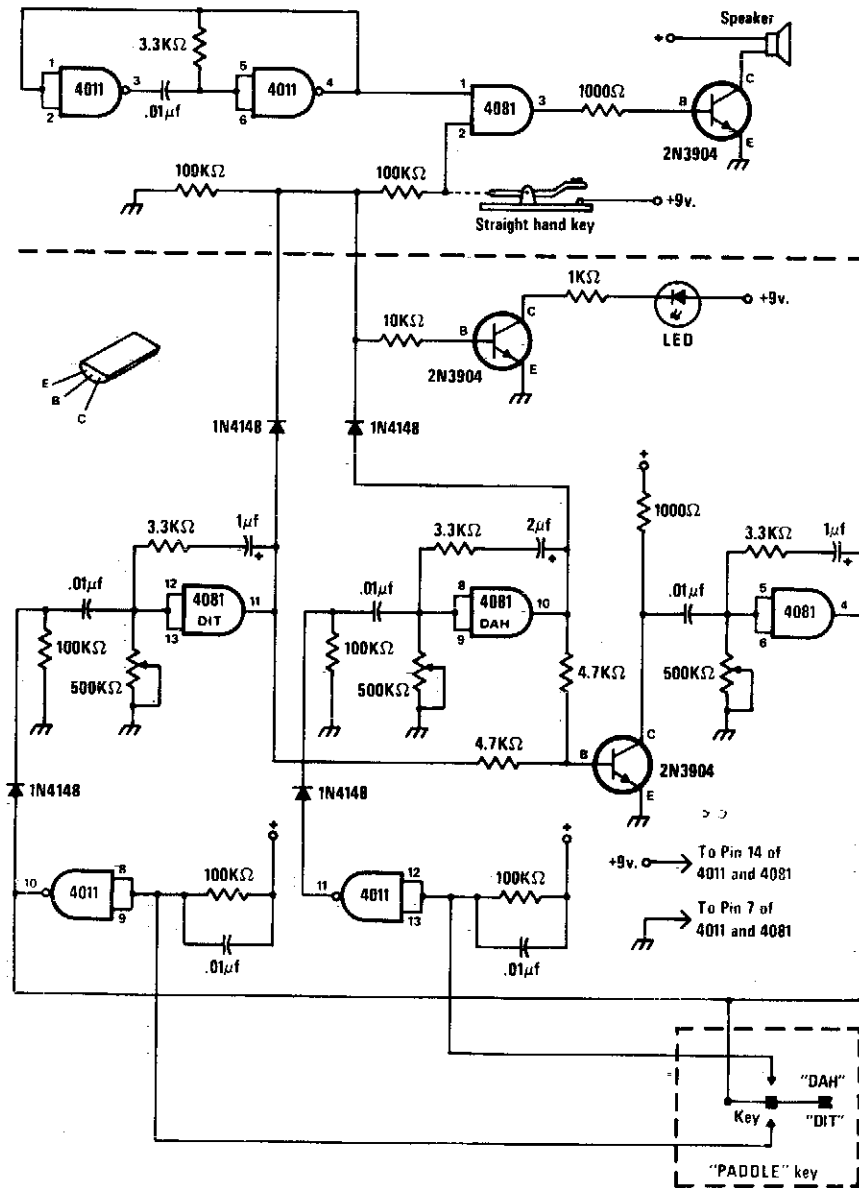 Speaker
3.3KΩ
+
1
2
4011
3
.01µf
5
6
4011
4
1
2
4081
3
1000Ω
B
C
E
2N3904
100KΩ
100KΩ
+9v.
Straight hand key
1KΩ
+9v.
LED
10KΩ
B
C
E
2N3904
E
B
C
1N4148
1N4148
+
1000Ω
3.3KΩ
1µf
+
3.3KΩ
2µf
+
3.3KΩ
1µf
+
.01µf
12
13
4081
DIT
11
.01µf
8
9
4081
DAH
10
.01µf
5
6
4081
4
100KΩ
500KΩ
100KΩ
500KΩ
4.7KΩ
500KΩ
4.7KΩ
B
C
E
2N3904
1N4148
1N4148
+
+
10
4011
8
9
100KΩ
.01µf
11
4011
12
13
100KΩ
.01µf
+9v.
To Pin 14 of
4011 and 4081
To Pin 7 of
4011 and 4081
"DAH"
Key
"DIT"
"PADDLE" key